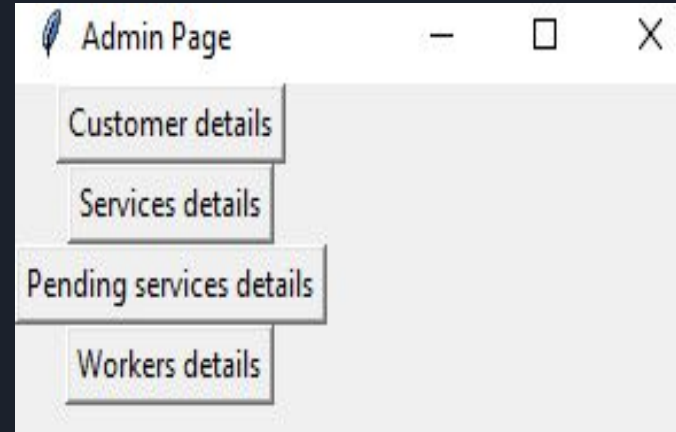 Admin Page
Customer details
Services details
Pending services details
Workers details